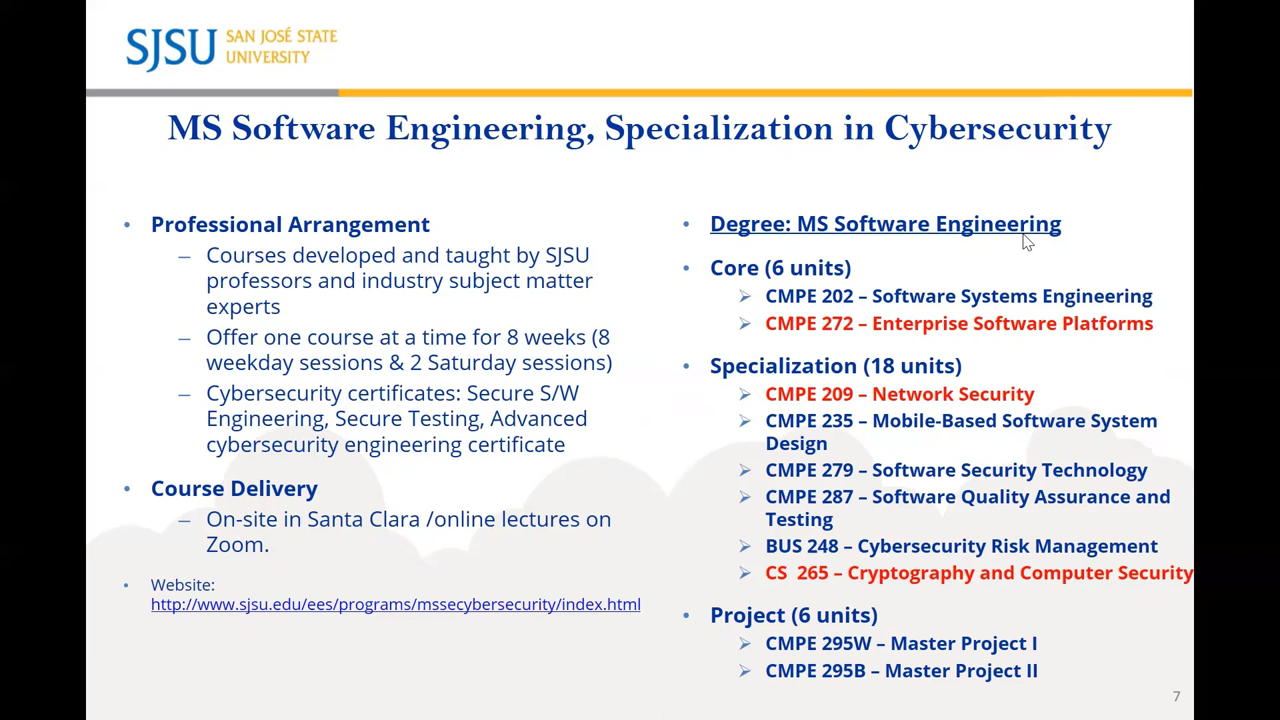 SJSU SAN JOSÉ STATE
UNIVERSITY
MS Software Engineering, Specialization in Cybersecurity
• Professional Arrangement
– Courses developed and taught by SJSU
professors and industry subject matter
experts
– Offer one course at a time for 8 weeks (8
weekday sessions & 2 Saturday sessions)
– Cybersecurity certificates: Secure S/W
Engineering, Secure Testing, Advanced
cybersecurity engineering certificate
• Course Delivery
– On-site in Santa Clara /online lectures on
Zoom.
• Website:
http://www.sjsu.edu/ees/programs/mssecybersecurity/index.html
• Degree: MS Software Engineering
• Core (6 units)
➢ CMPE 202 – Software Systems Engineering
➢ CMPE 272 – Enterprise Software Platforms
• Specialization (18 units)
➢ CMPE 209 – Network Security
➢ CMPE 235 – Mobile-Based Software System
Design
➢ CMPE 279 – Software Security Technology
➢ CMPE 287 – Software Quality Assurance and
Testing
➢ BUS 248 – Cybersecurity Risk Management
➢ CS 265 – Cryptography and Computer Security
• Project (6 units)
➢ CMPE 295W – Master Project I
➢ CMPE 295B – Master Project II
7